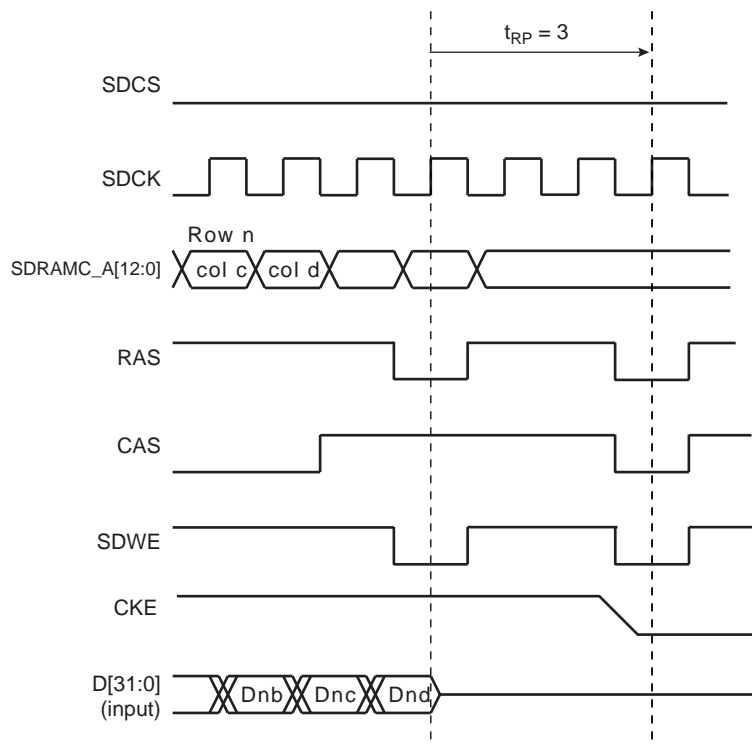 tRP = 3
SDCS
SDCK
Row n
SDRAMC_A[12:0]
col c
col d
RAS
CAS
SDWE
CKE
D[31:0]
(input)
Dnb
Dnc
Dnd